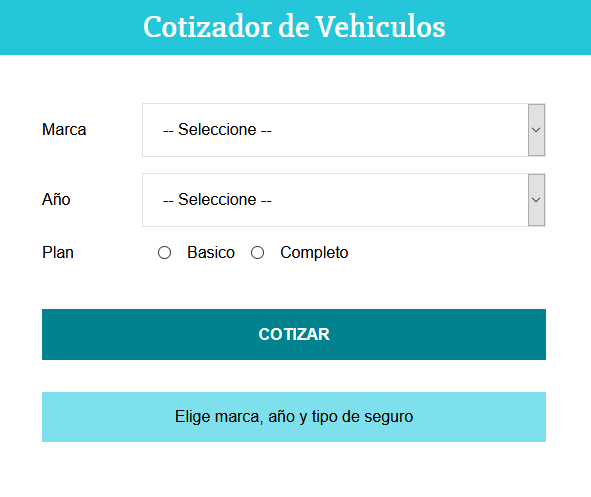 Cotizador de Vehiculos
Marca -- Seleccione --
Año -- Seleccione --
Plan Basico Completo
COTIZAR
Elige marca, año y tipo de seguro